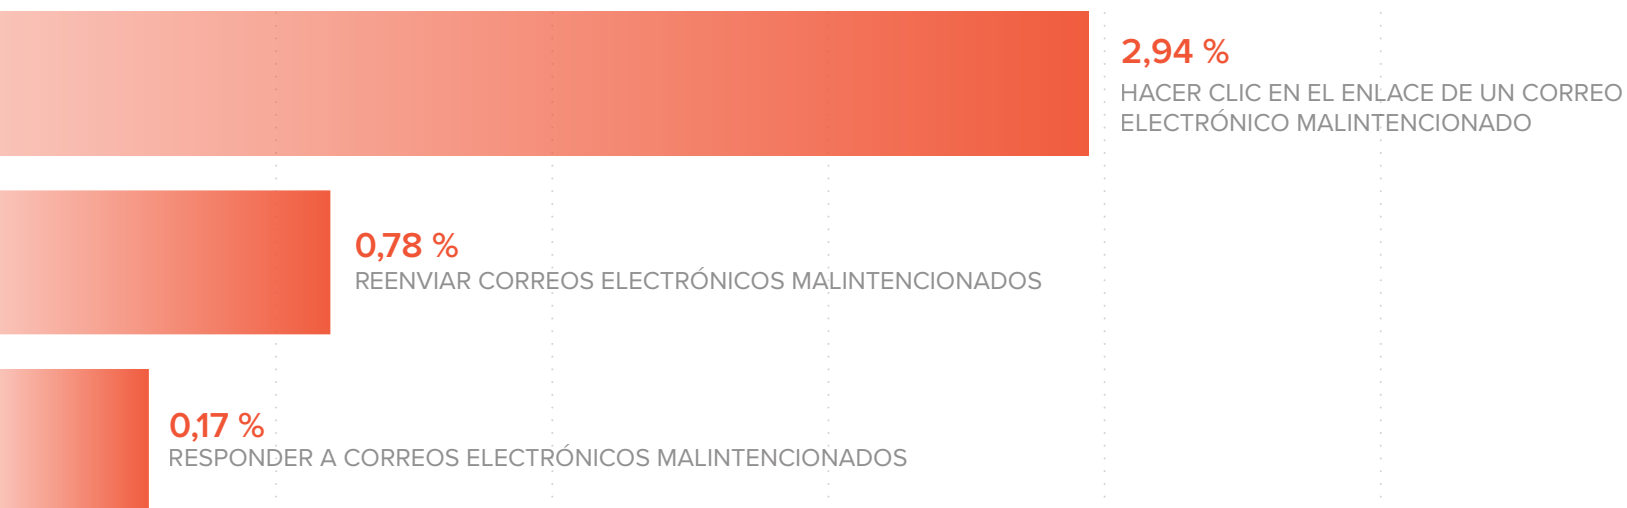 2,94 %
HACER CLIC EN EL ENLACE DE UN CORREO
ELECTRÓNICO MALINTENCIONADO
0,78 %
REENVIAR CORREOS ELECTRÓNICOS MALINTENCIONADOS
0,17 %
RESPONDER A CORREOS ELECTRÓNICOS MALINTENCIONADOS